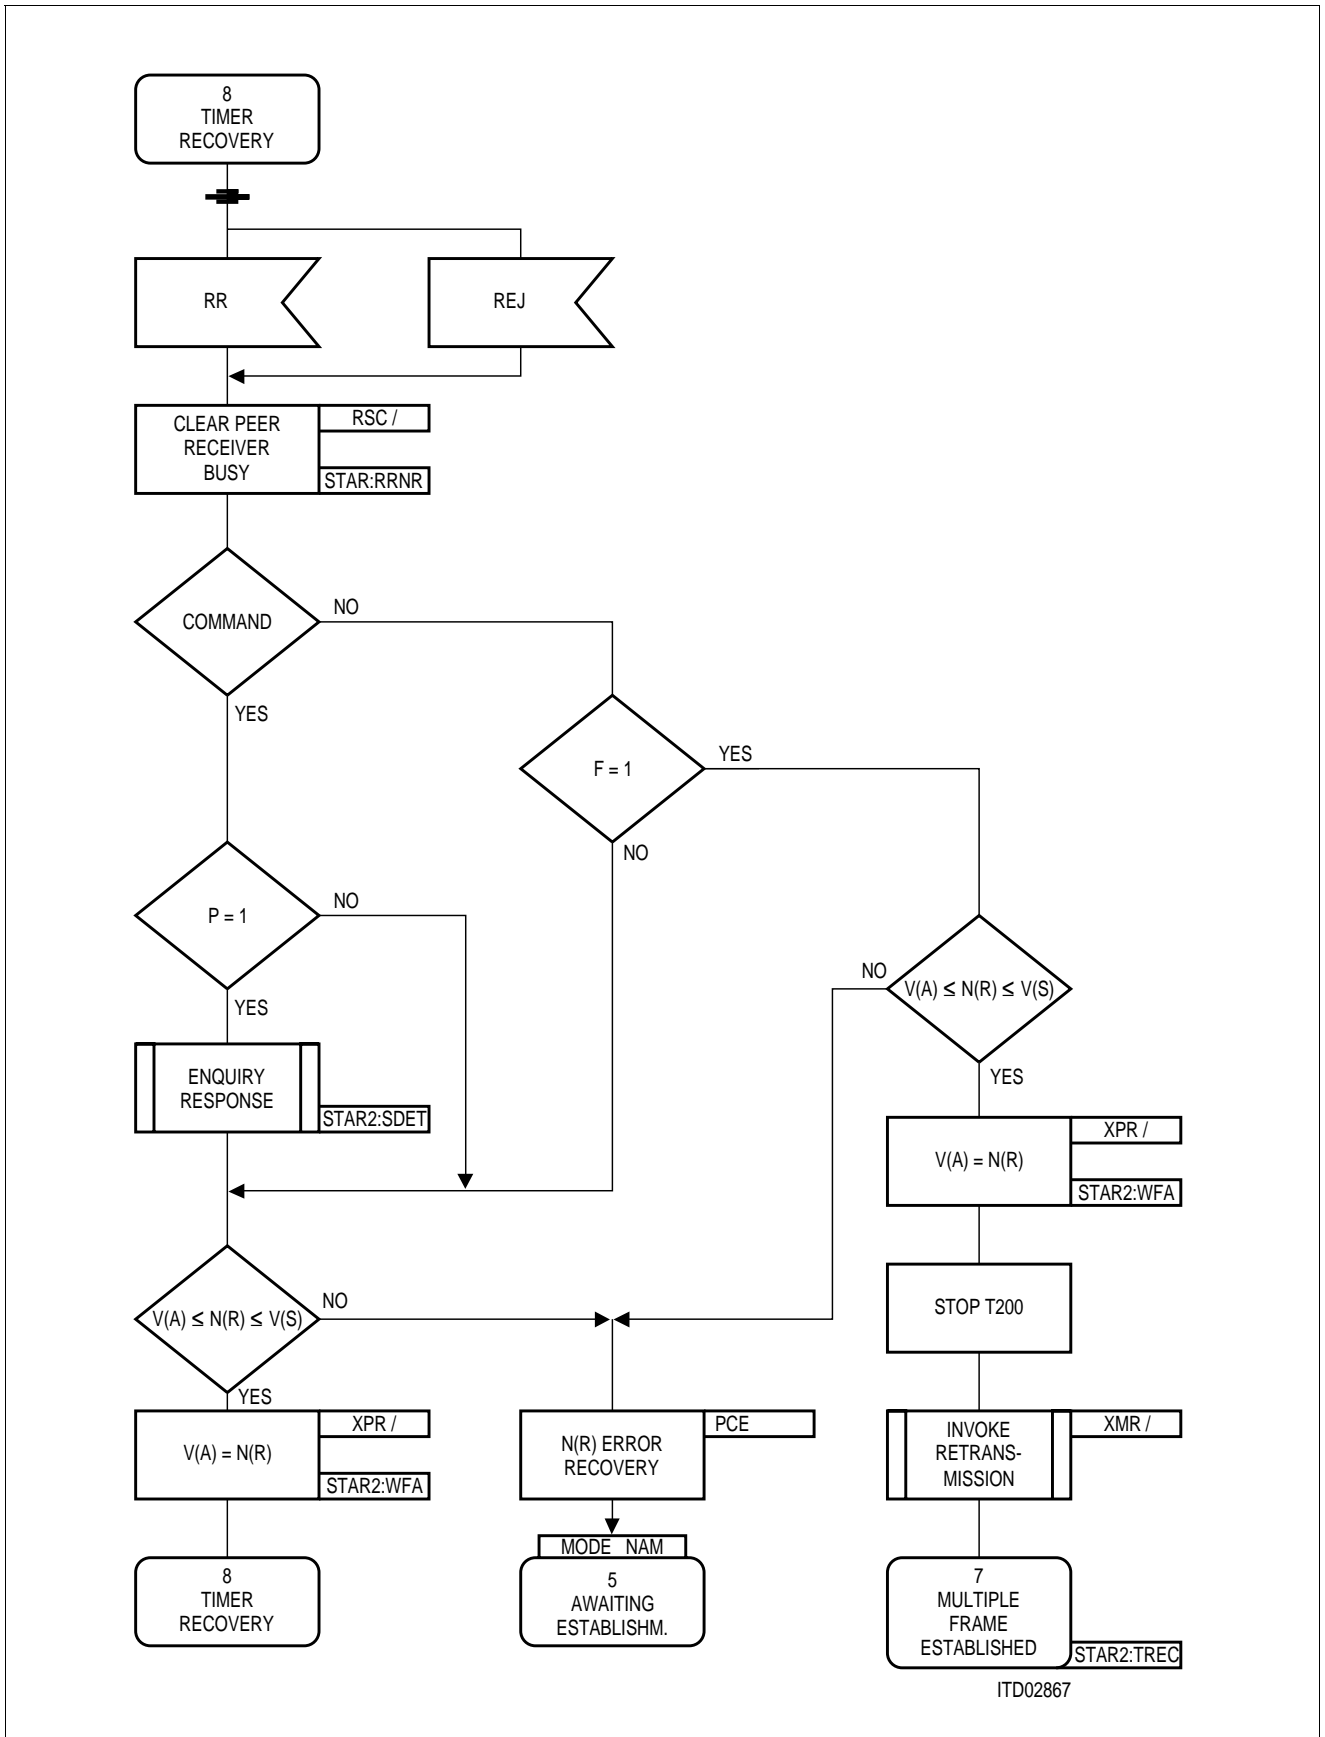 8
TIMER
RECOVERY
RR
REJ
CLEAR PEER
RECEIVER
BUSY
RSC /
STAR:RRNR
COMMAND
NO
YES
F = 1
YES
NO
P = 1
NO
YES
V(A) ≤ N(R) ≤ V(S)
NO
YES
ENQUIRY
RESPONSE
STAR2:SDET
V(A) = N(R)
XPR /
STAR2:WFA
STOP T200
V(A) ≤ N(R) ≤ V(S)
NO
YES
V(A) = N(R)
XPR /
STAR2:WFA
N(R) ERROR
RECOVERY
PCE
INVOKE
RETRANS-
MISSION
XMR /
8
TIMER
RECOVERY
MODE NAM
5
AWAITING
ESTABLISHM.
7
MULTIPLE
FRAME
ESTABLISHED
STAR2:TREC
ITD02867